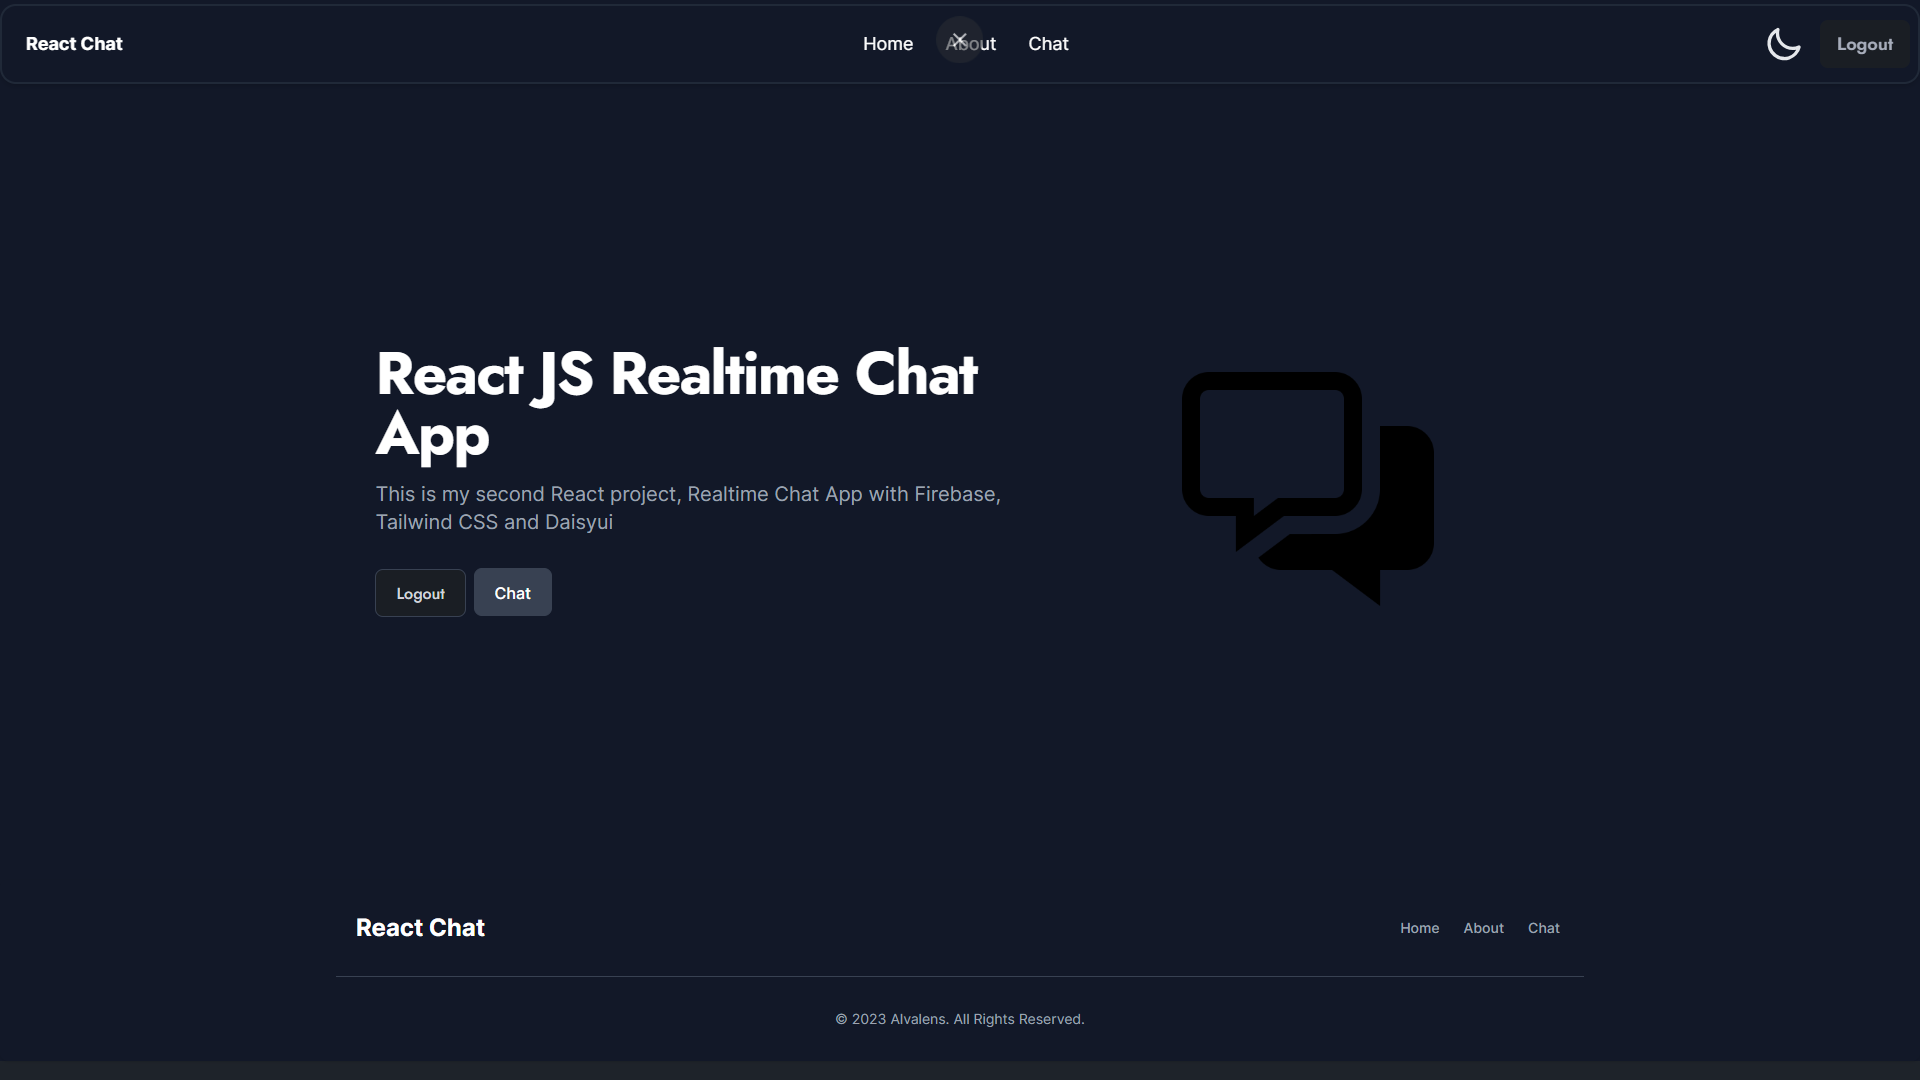 React Chat
Home About Chat
Logout
React JS Realtime Chat
App
This is my second React project, Realtime Chat App with Firebase,
Tailwind CSS and Daisyui
Logout Chat
React Chat
Home About Chat
© 2023 Alvalens. All Rights Reserved.